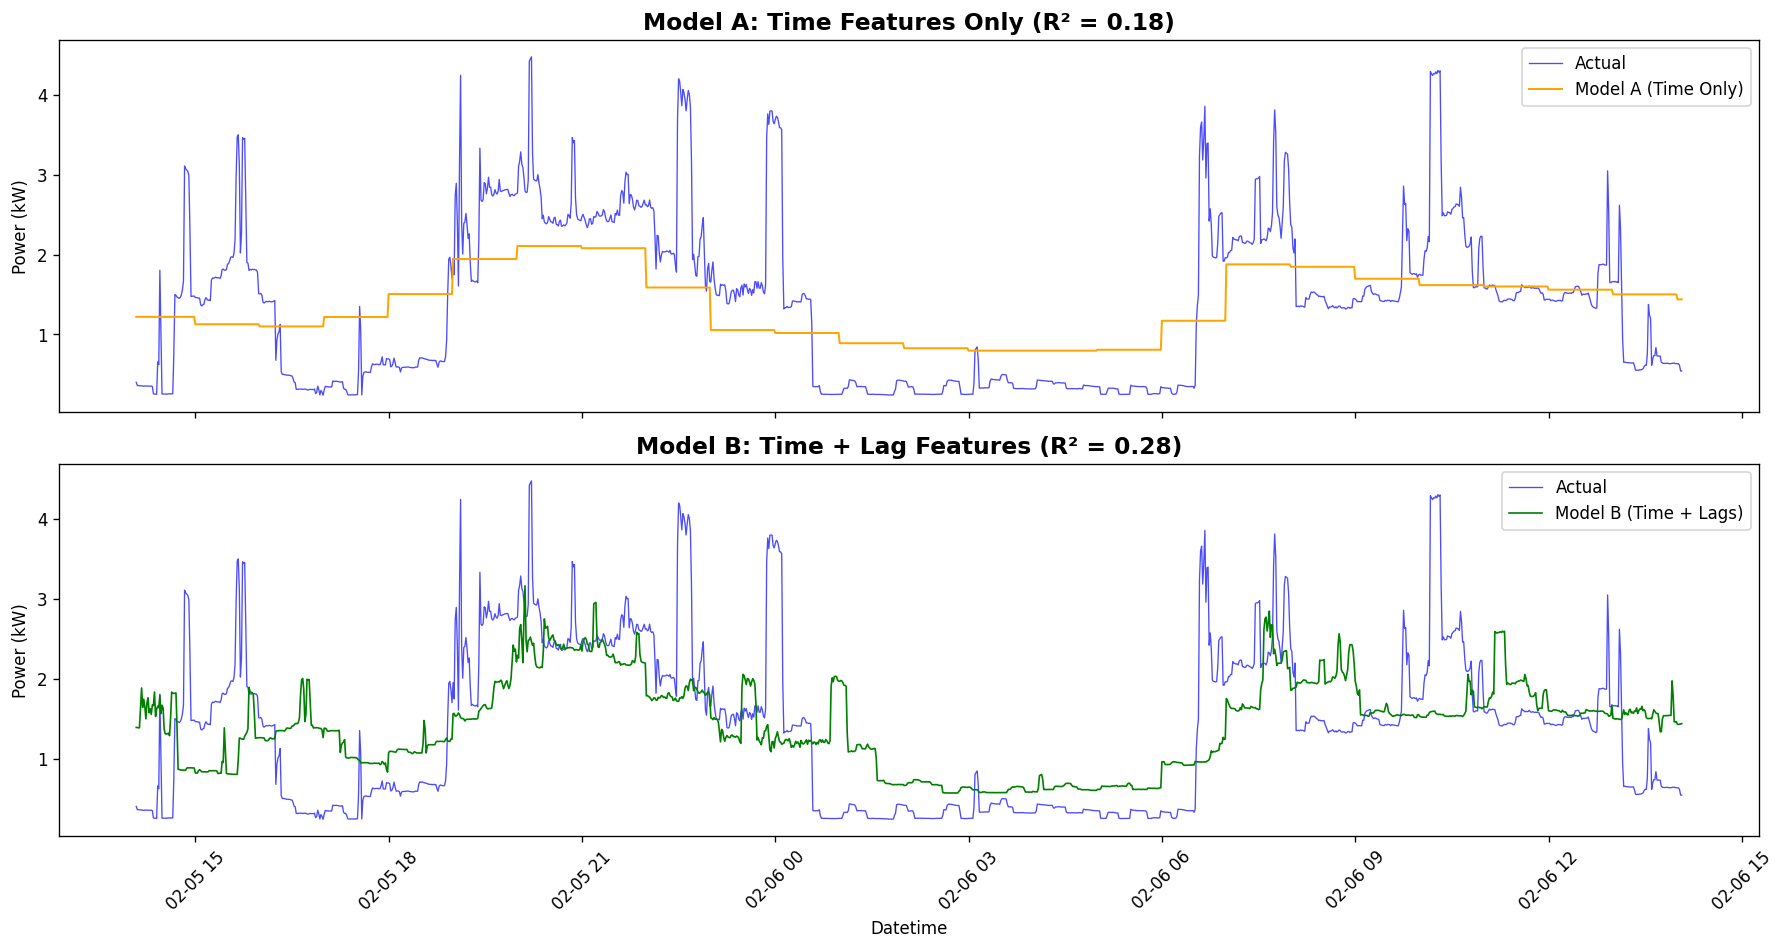 Model A: Time Features Only (R² = 0.18)
Actual
Model A (Time Only)
Power (kW)
4
3
2
1
Model B: Time + Lag Features (R² = 0.28)
Actual
Model B (Time + Lags)
Power (kW)
4
3
2
1
02-05 15
02-05 18
02-05 21
02-06 00
02-06 03
02-06 06
02-06 09
02-06 12
02-06 15
Datetime